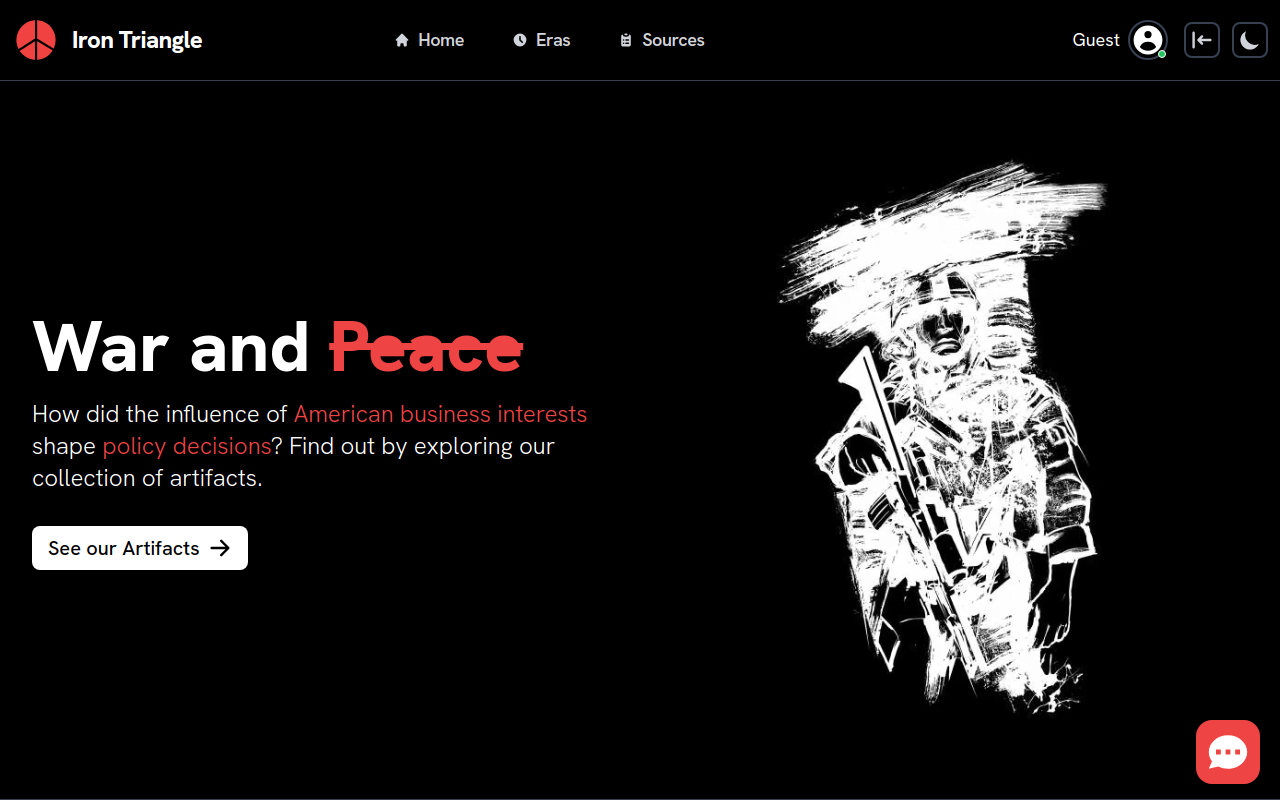 Iron Triangle
Home
Eras
Sources
Guest
War and Peace
How did the influence of American business interests
shape policy decisions? Find out by exploring our
collection of artifacts.
See our Artifacts